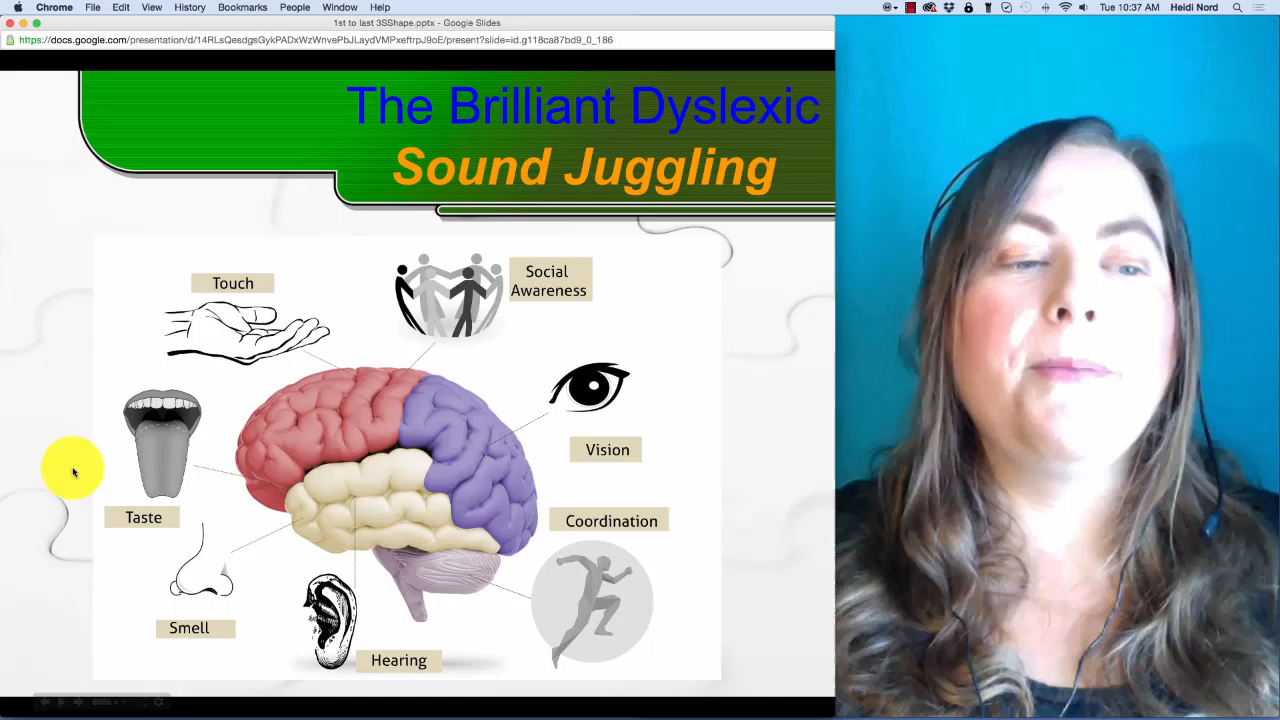 Chrome File Edit View History Bookmarks People Window Help Tue 10:37 AM Heidi Nord
1st to last 3SShape.pptx - Google Slides
https://docs.google.com/presentation/d/14RLsQesdgsGykPADxWzWnvePbJLaydVMPxeftrpJ9oE/present?slide=id.g118ca87bd9_0_186
The Brilliant Dyslexic
Sound Juggling
Touch
Social
Awareness
Vision
Taste
Coordination
Smell
Hearing